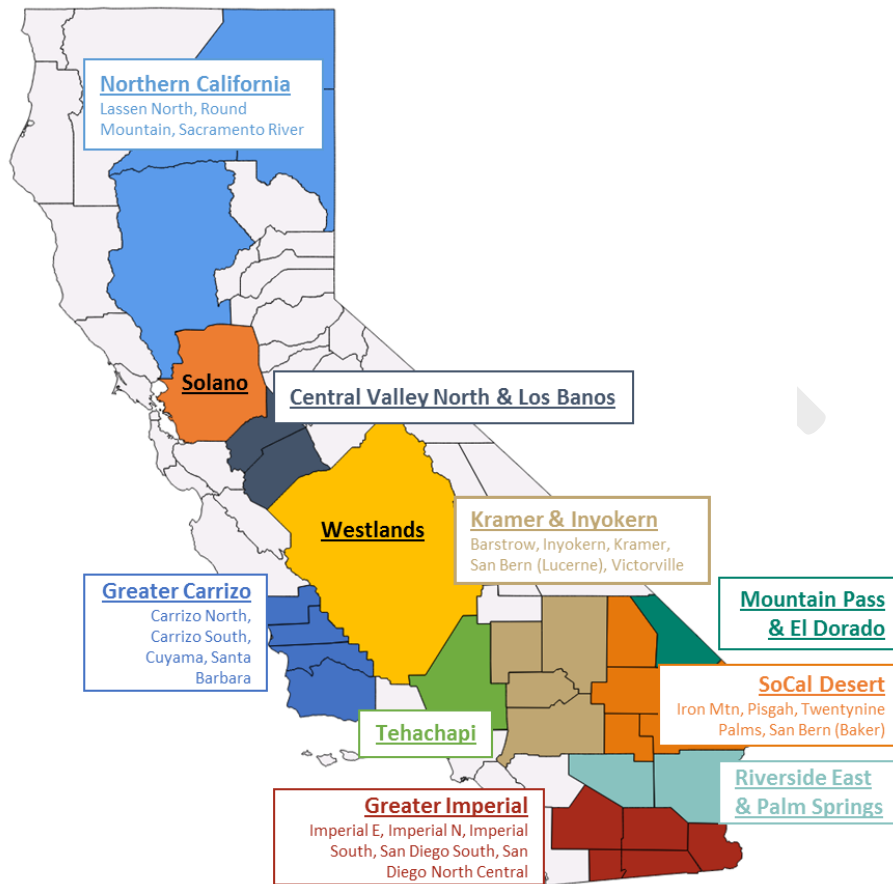 Northern California
Lassen North, Round
Mountain, Sacramento River
Solano
Central Valley North & Los Banos
Westlands
Kramer & Inyokern
Barstrow, Inyokern, Kramer,
San Bern (Lucerne), Victorville
Greater Carrizo
Carrizo North,
Carrizo South,
Cuyama, Santa
Barbara
Mountain Pass
& El Dorado
SoCal Desert
Iron Mtn, Pisgah, Twentynine
Palms, San Bern (Baker)
Tehachapi
Riverside East
& Palm Springs
Greater Imperial
Imperial E, Imperial N, Imperial
South, San Diego South, San
Diego North Central